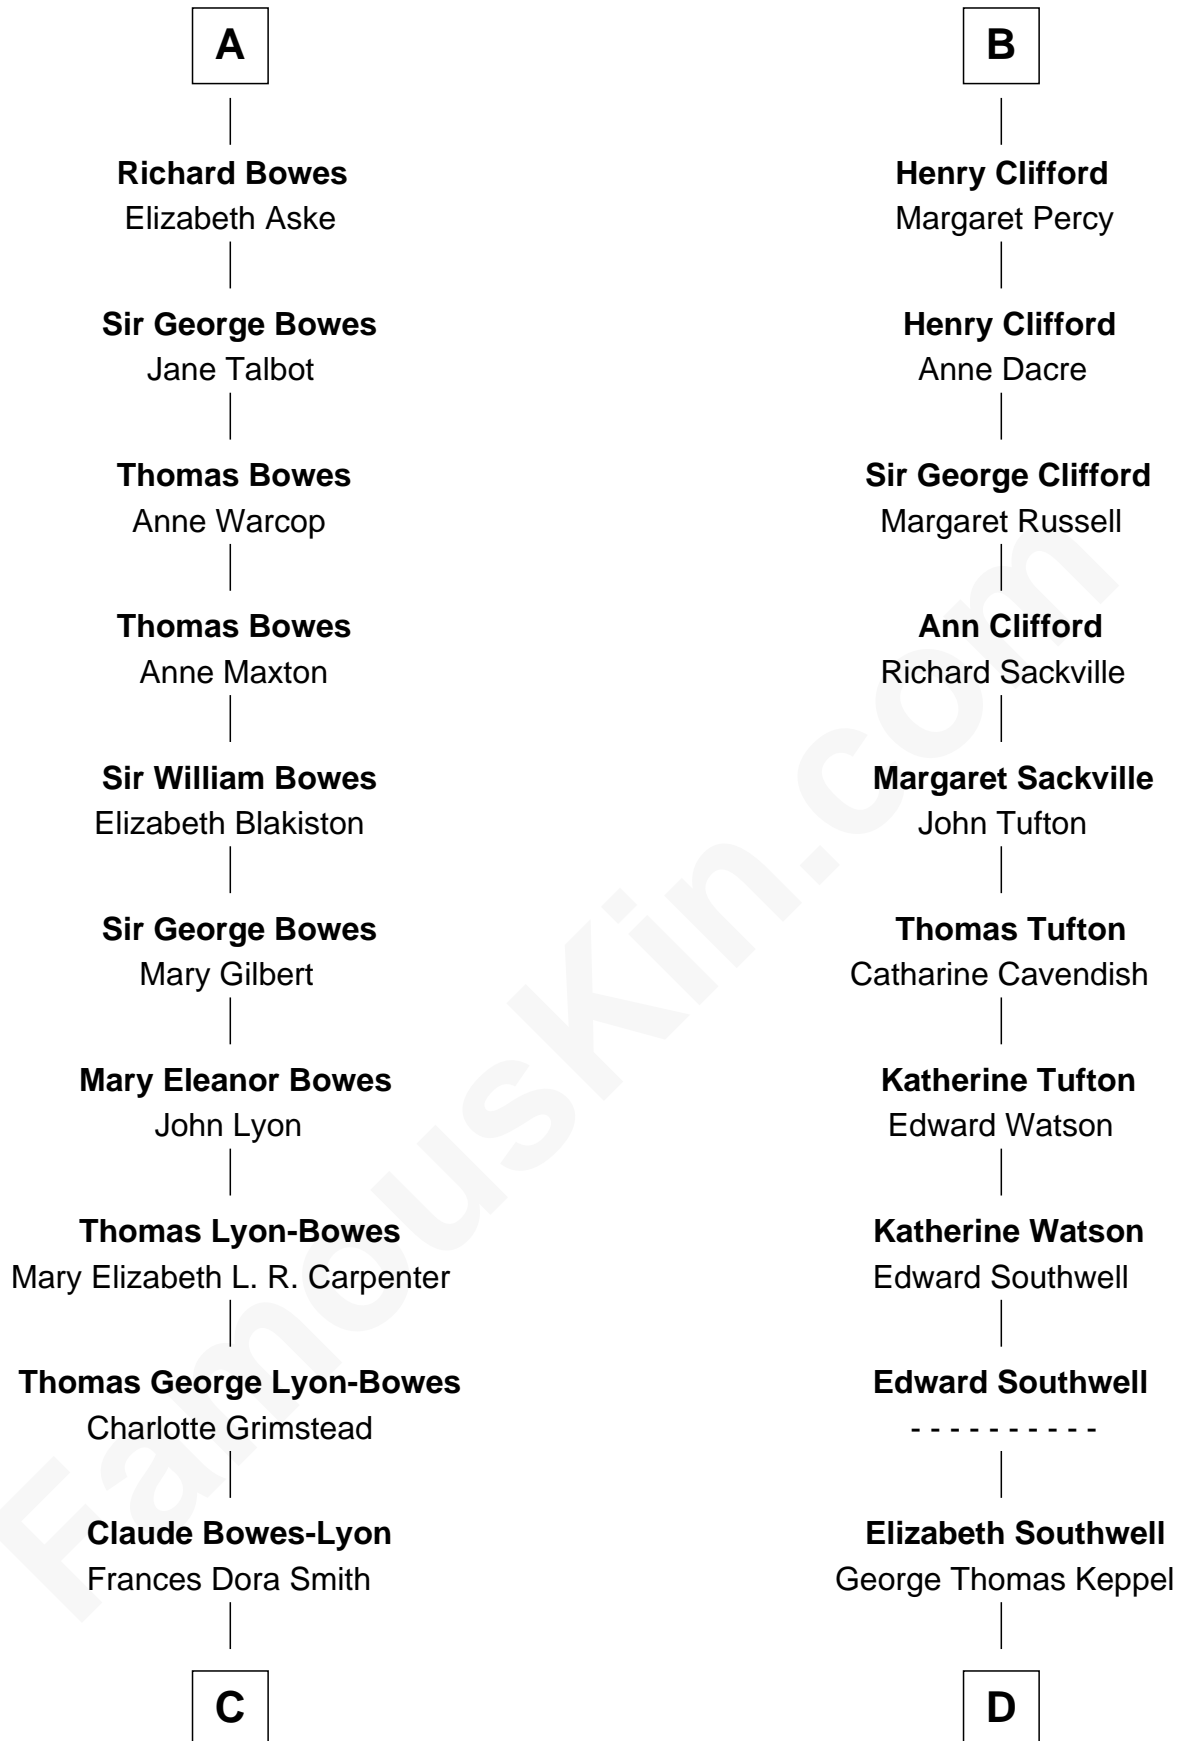 A
Richard Bowes
Elizabeth Aske
Sir George Bowes
Jane Talbot
Thomas Bowes
Anne Warcop
Thomas Bowes
Anne Maxton
Sir William Bowes
Elizabeth Blakiston
Sir George Bowes
Mary Gilbert
Mary Eleanor Bowes
John Lyon
Thomas Lyon-Bowes
Mary Elizabeth L. R. Carpenter
Thomas George Lyon-Bowes
Charlotte Grimstead
Claude Bowes-Lyon
Frances Dora Smith
C
B
Henry Clifford
Margaret Percy
Henry Clifford
Anne Dacre
Sir George Clifford
Margaret Russell
Ann Clifford
Richard Sackville
Margaret Sackville
John Tufton
Thomas Tufton
Catharine Cavendish
Katherine Tufton
Edward Watson
Katherine Watson
Edward Southwell
Edward Southwell
- - - - - - - - - -
Elizabeth Southwell
George Thomas Keppel
D
FamousKin.com